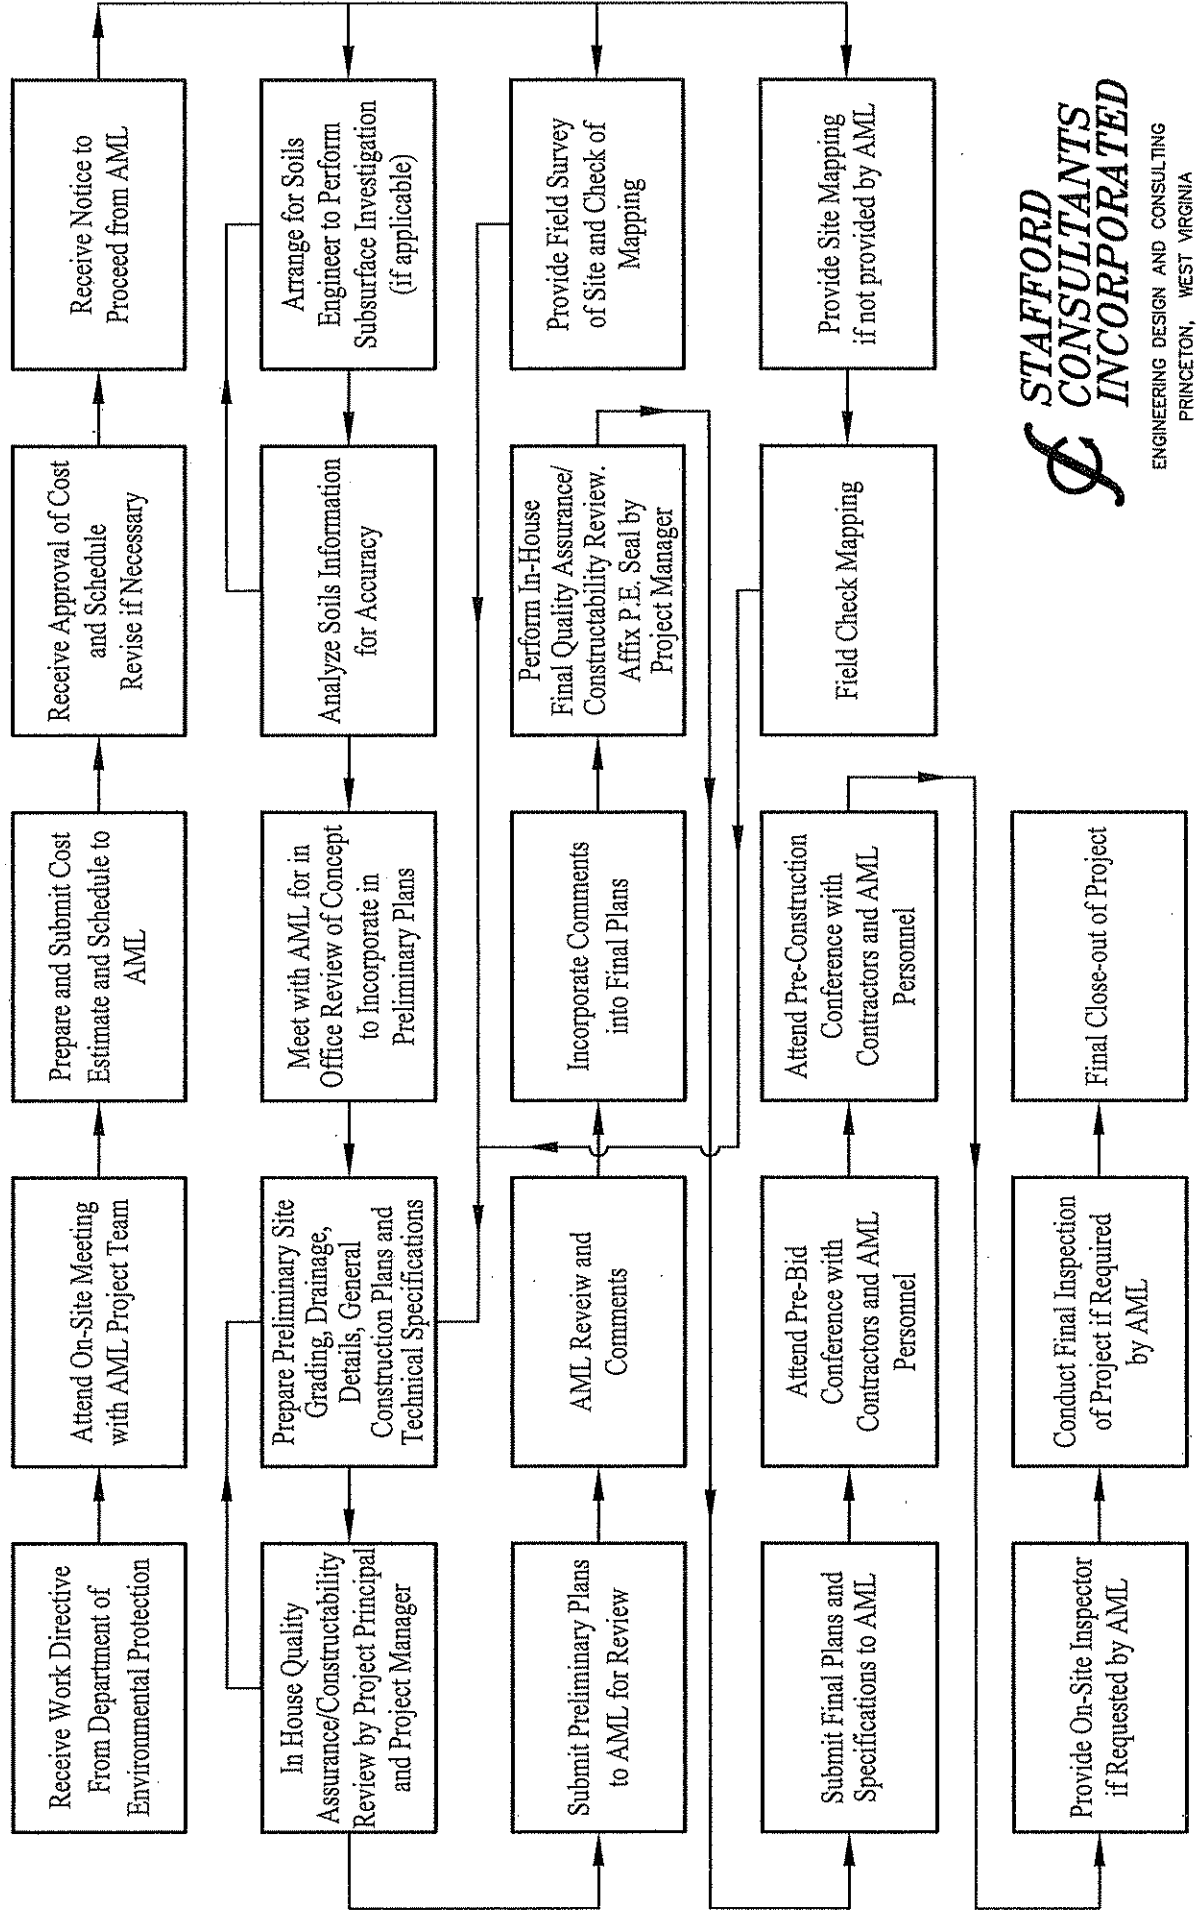 Receive Work Directive
From Department of
Environmental Protection
Attend On-Site Meeting
with AML Project Team
Prepare and Submit Cost
Estimate and Schedule to
AML
Receive Approval of Cost
and Schedule
Revise if Necessary
Receive Notice to
Proceed from AML
In House Quality
Assurance/Constructability
Review by Project Principal
and Project Manager
Prepare Preliminary Site
Grading, Drainage,
Details, General
Construction Plans and
Technical Specifications
Meet with AML for in
Office Review of Concept
to Incorporate in
Preliminary Plans
Analyze Soils Information
for Accuracy
Arrange for Soils
Engineer to Perform
Subsurface Investigation
(if applicable)
Submit Preliminary Plans
to AML for Review
AML Reveiw and
Comments
Incorporate Comments
into Final Plans
Perform In-House
Final Quality Assurance/
Constructability Review.
Affix P.E. Seal by
Project Manager
Provide Field Survey
of Site and Check of
Mapping
Submit Final Plans and
Specifications to AML
Attend Pre-Bid
Conference with
Contractors and AML
Personnel
Attend Pre-Construction
Conference with
Contractors and AML
Personnel
Field Check Mapping
Provide Site Mapping
if not provided by AML
Provide On-Site Inspector
if Requested by AML
Conduct Final Inspection
of Project if Required
by AML
Final Close-out of Project
STAFFORD
CONSULTANTS
INCORPORATED
ENGINEERING DESIGN AND CONSULTING
PRINCETON, WEST VIRGINIA